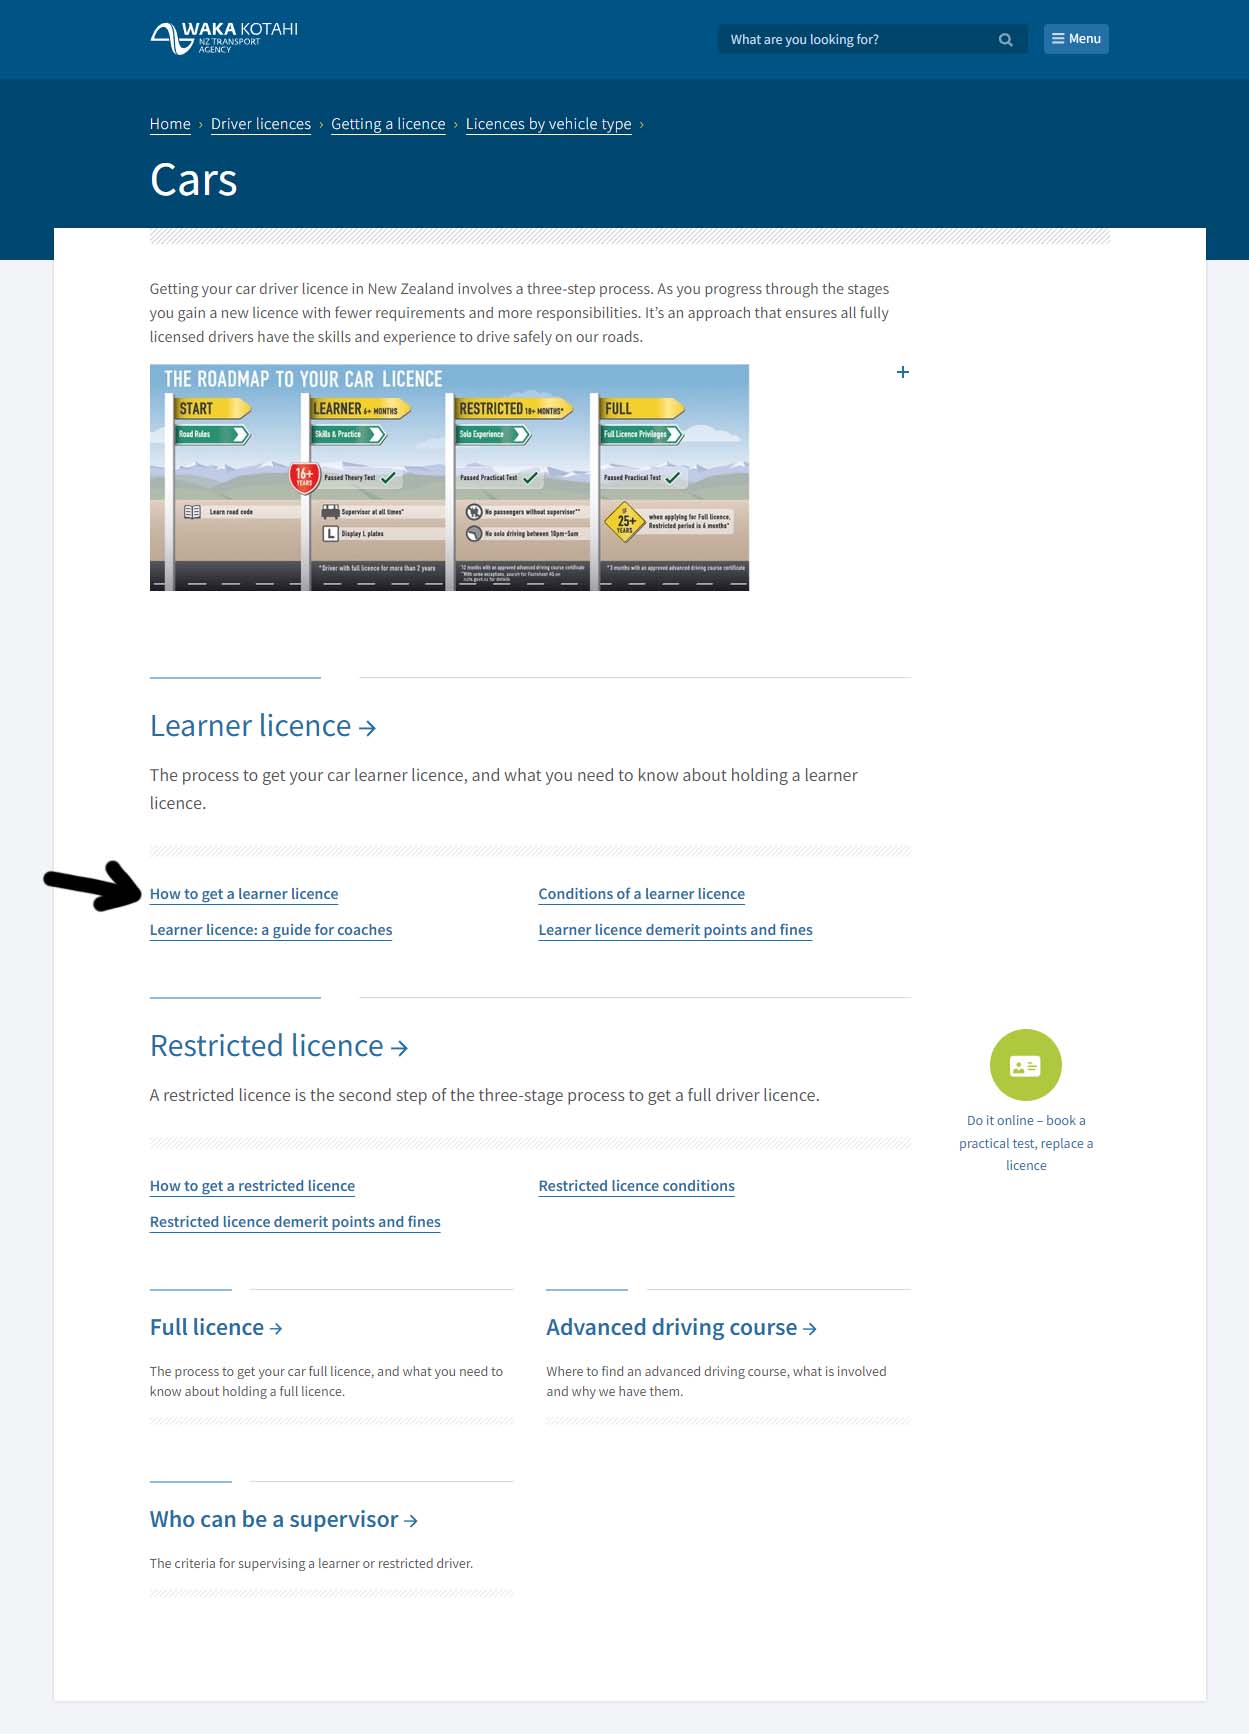 WAKA KOTAHI
NZ TRANSPORT
AGENCY
What are you looking for?
Menu
Home › Driver licences › Getting a licence › Licences by vehicle type ›
Cars
Getting your car driver licence in New Zealand involves a three-step process. As you progress through the stages
you gain a new licence with fewer requirements and more responsibilities. It's an approach that ensures all fully
licensed drivers have the skills and experience to drive safely on our roads.
THE ROADMAP TO YOUR CAR LICENCE
START
Road Rules
Learn road code
LEARNER 6+ MONTHS
Skills & Practice
16+
YEARS
Passed Theory Test
Supervisor at all times*
L Display L plates
*Driver with full licence for more than 2 years
RESTRICTED 18+ MONTHS*
Solo Experience
Passed Practical Test
No passengers without supervisor**
No solo driving between 10pm-5am
*12 months with an approved advanced driving course certificate
FULL
Full Licence Privileges
Passed Practical Test
IF
25+
YEARS
when applying for Full licence,
Restricted period is 6 months*
*3 months with an approved advanced driving course certificate
+
Learner licence →
The process to get your car learner licence, and what you need to know about holding a learner
licence.
How to get a learner licence
Conditions of a learner licence
Learner licence: a guide for coaches
Learner licence demerit points and fines
Restricted licence →
A restricted licence is the second step of the three-stage process to get a full driver licence.
How to get a restricted licence
Restricted licence conditions
Restricted licence demerit points and fines
Do it online – book a
practical test, replace a
licence
Full licence →
The process to get your car full licence, and what you need to
know about holding a full licence.
Advanced driving course →
Where to find an advanced driving course, what is involved
and why we have them.
Who can be a supervisor →
The criteria for supervising a learner or restricted driver.